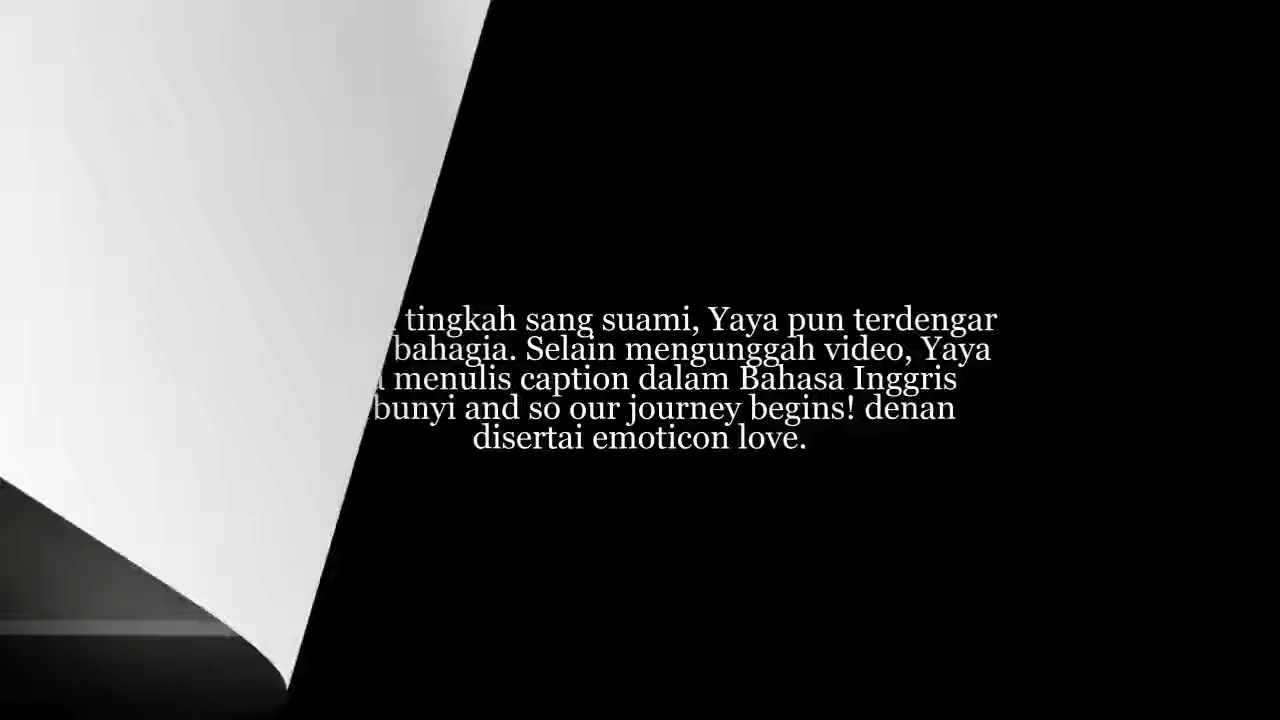 tingkah sang suami, Yaya pun terdengar
bahagia. Selain mengunggah video, Yaya
menulis caption dalam Bahasa Inggris
bunyi and so our journey begins! denan
disertai emoticon love.